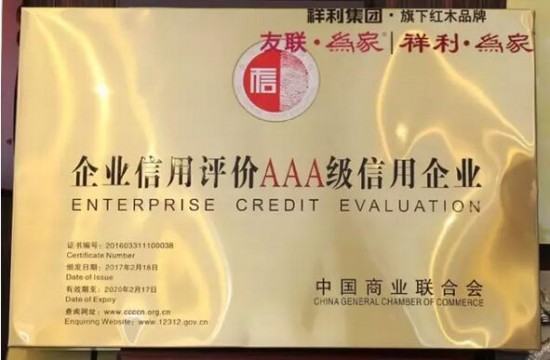 祥利集团·旗下红木品牌
友联·為家|祥利·為家
信
企业信用评价AAA级信用企业
ENTERPRISE CREDIT EVALUATION
证书编号：201603311100038
Certificate Number
颁发日期：2017年2月18日
Date of Issue
有效期至：2020年2月17日
Date of Expiry
查询网址：www.ccccn.org.cn
Enquiring Website：www.12312.gov.cn
中国商业联合会
CHINA GENERAL CHAMBER OF COMMERCE